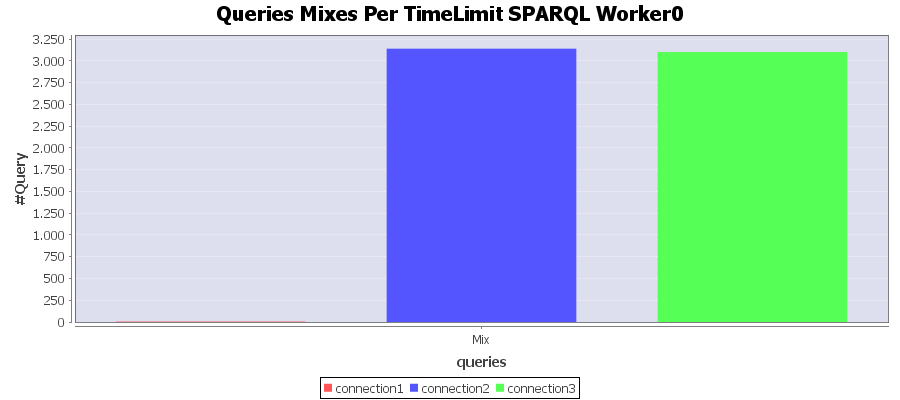 Queries Mixes Per TimeLimit SPARQL Worker0
#Query
3.250
3.000
2.750
2.500
2.250
2.000
1.750
1.500
1.250
1.000
750
500
250
0
Mix
queries
connection1 connection2 connection3